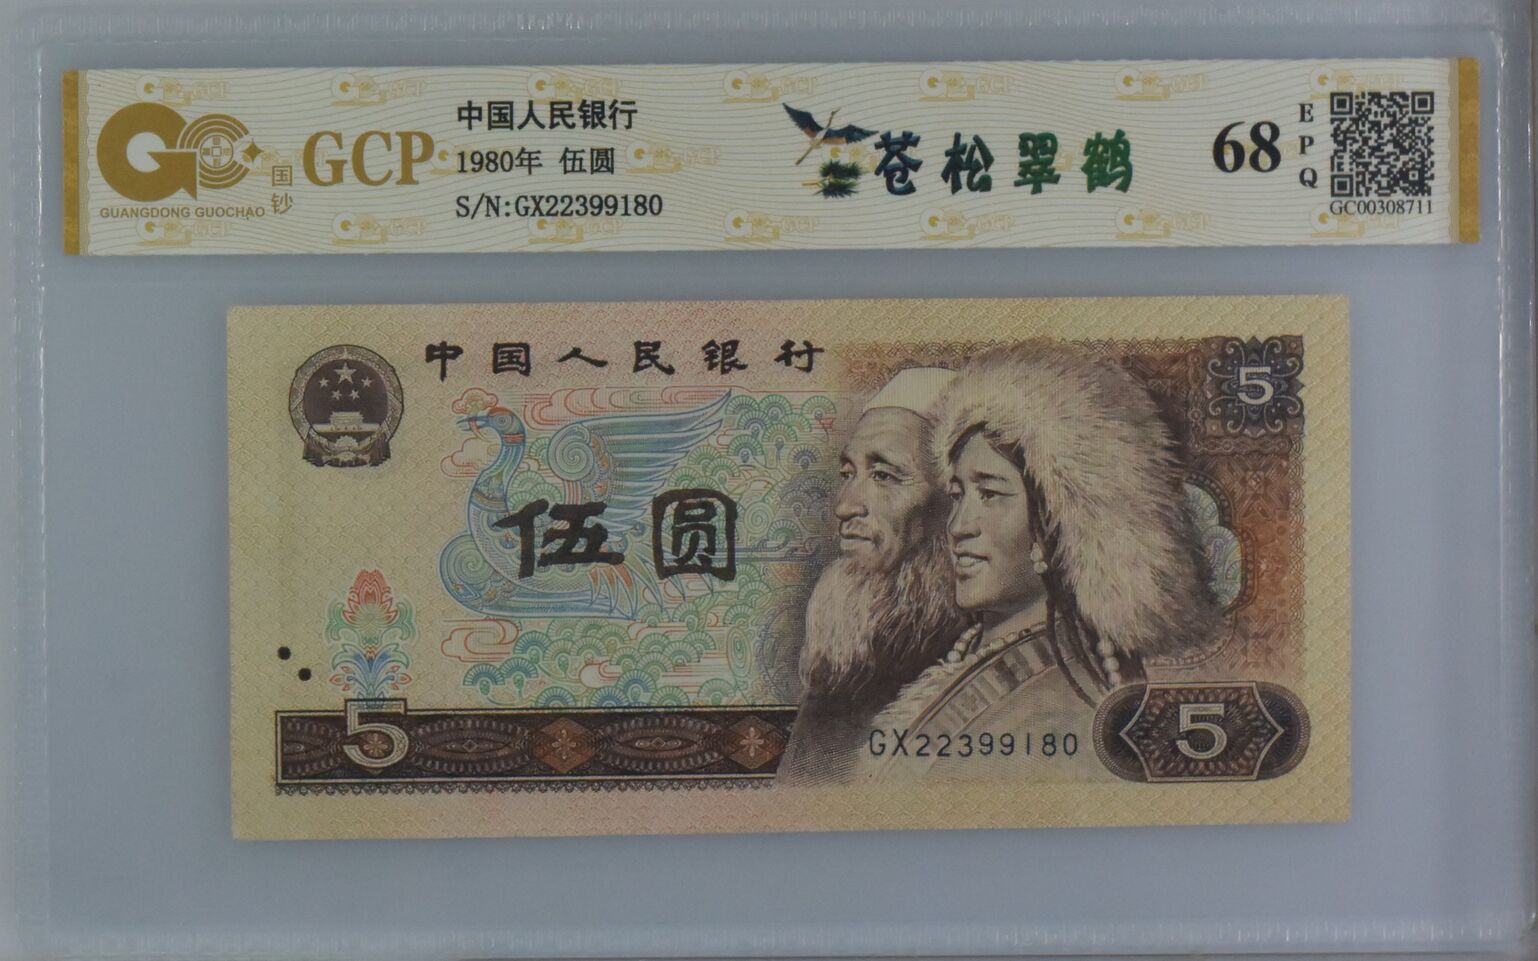 GCP
国钞
GUANGDONG GUOCHAO
中国人民银行
1980年 伍圆
S/N:GX22399180
苍松翠鹤
68
EPQ
GC00308711
中国人民银行
5
伍圆
5
GX22399180
5